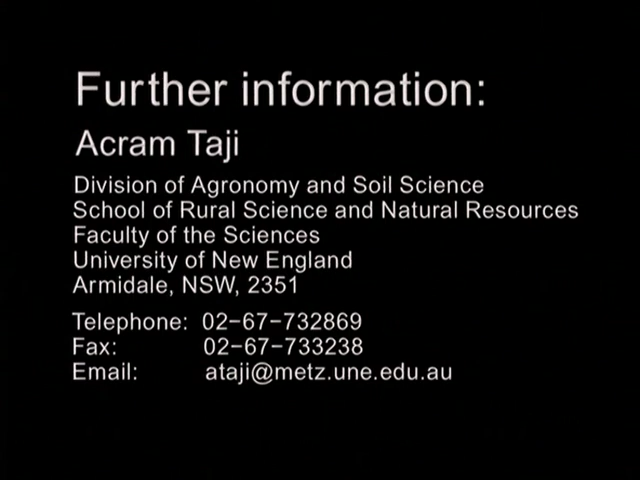 Further information:
Acram Taji
Division of Agronomy and Soil Science
School of Rural Science and Natural Resources
Faculty of the Sciences
University of New England
Armidale, NSW, 2351
Telephone: 02-67-732869
Fax: 02-67-733238
Email: ataji@metz.une.edu.au